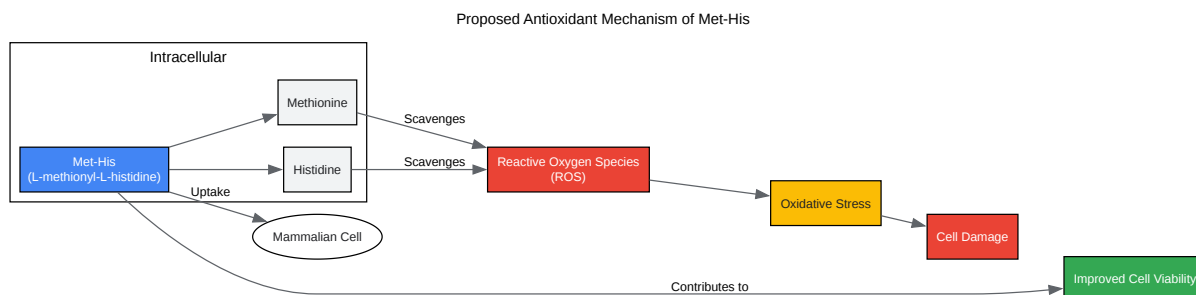 Proposed Antioxidant Mechanism of Met-His
Intracellular
Methionine
Scavenges
Met-His
(L-methionyl-L-histidine)
Histidine
Scavenges
Reactive Oxygen Species
(ROS)
Uptake
Oxidative Stress
Mammalian Cell
Cell Damage
Improved Cell Viability
Contributes to